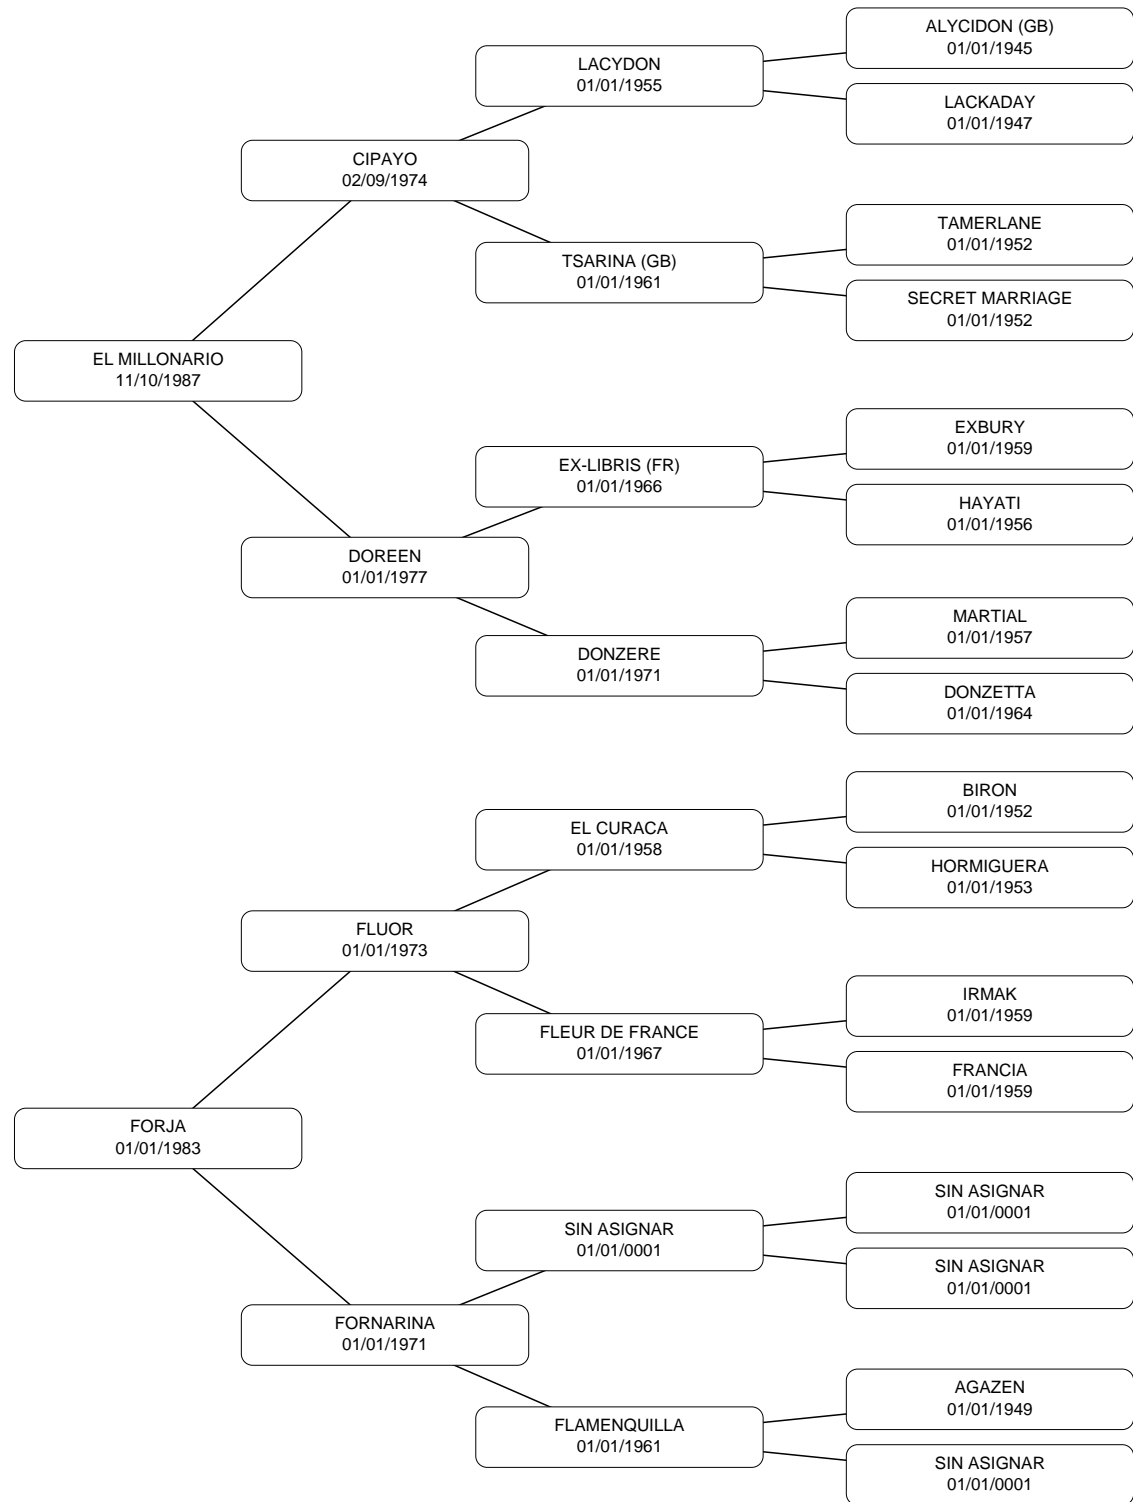 ALYCIDON (GB)
01/01/1945
LACYDON
01/01/1955
LACKADAY
01/01/1947
CIPAYO
02/09/1974
TAMERLANE
01/01/1952
TSARINA (GB)
01/01/1961
SECRET MARRIAGE
01/01/1952
EL MILLONARIO
11/10/1987
EXBURY
01/01/1959
EX-LIBRIS (FR)
01/01/1966
HAYATI
01/01/1956
DOREEN
01/01/1977
MARTIAL
01/01/1957
DONZERE
01/01/1971
DONZETTA
01/01/1964
BIRON
01/01/1952
EL CURACA
01/01/1958
HORMIGUERA
01/01/1953
FLUOR
01/01/1973
IRMAK
01/01/1959
FLEUR DE FRANCE
01/01/1967
FRANCIA
01/01/1959
FORJA
01/01/1983
SIN ASIGNAR
01/01/0001
SIN ASIGNAR
01/01/0001
SIN ASIGNAR
01/01/0001
FORNARINA
01/01/1971
AGAZEN
01/01/1949
FLAMENQUILLA
01/01/1961
SIN ASIGNAR
01/01/0001